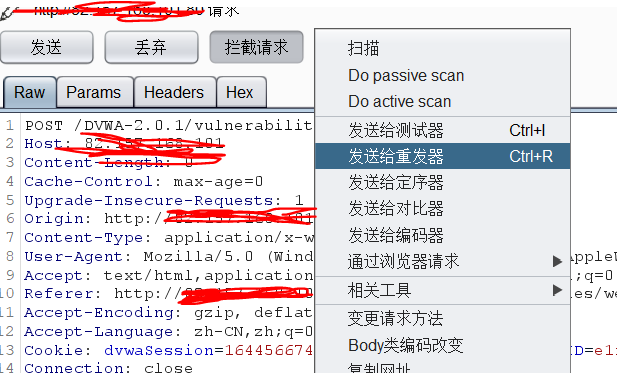 请求
发送
丢弃
拦截请求
Raw
Params
Headers
Hex
1 POST /DVWA-2.0.1/vulnerabilit
2 Host:
3 Content-Length: 0
4 Cache-Control: max-age=0
5 Upgrade-Insecure-Requests: 1
6 Origin: http://
7 Content-Type: application/x-w
8 User-Agent: Mozilla/5.0 (Wind
AppleW
9 Accept: text/html,application
;q=0
10 Referer: http://
es/we
11 Accept-Encoding: gzip, deflat
12 Accept-Language: zh-CN,zh;q=0
13 Cookie: dvwaSession=164456674
ID=e1
14 Connection: close
扫描
Do passive scan
Do active scan
发送给测试器 Ctrl+I
发送给重发器 Ctrl+R
发送给定序器
发送给对比器
发送给编码器
通过浏览器请求
相关工具
变更请求方法
Body类编码改变
复制网址